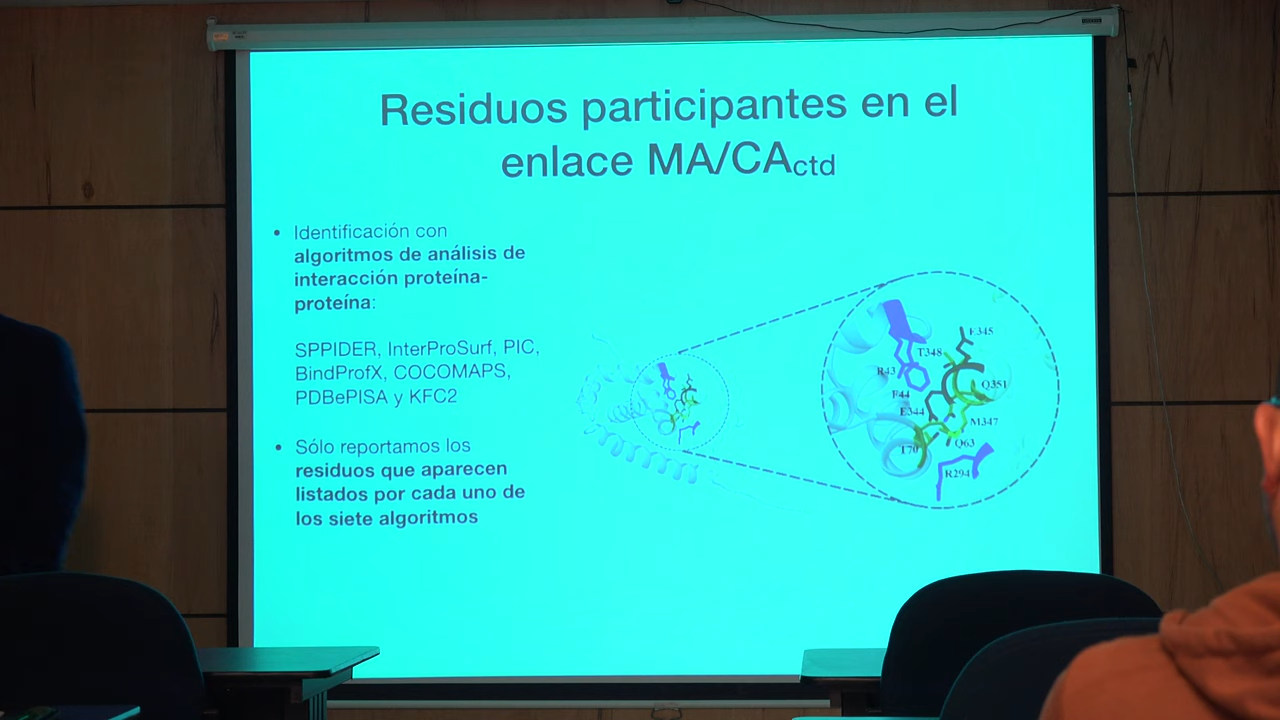 Residuos participantes en el
enlace MA/CActd
• Identificación con
algoritmos de análisis de
interacción proteína-
proteína:
SPPIDER, InterProSurf, PIC,
BindProfX, COCOMAPS,
PDBePISA y KFC2
• Sólo reportamos los
residuos que aparecen
listados por cada uno de
los siete algoritmos
E345
T348
R43
Q351
F44
E344
M347
Q63
T70
R294